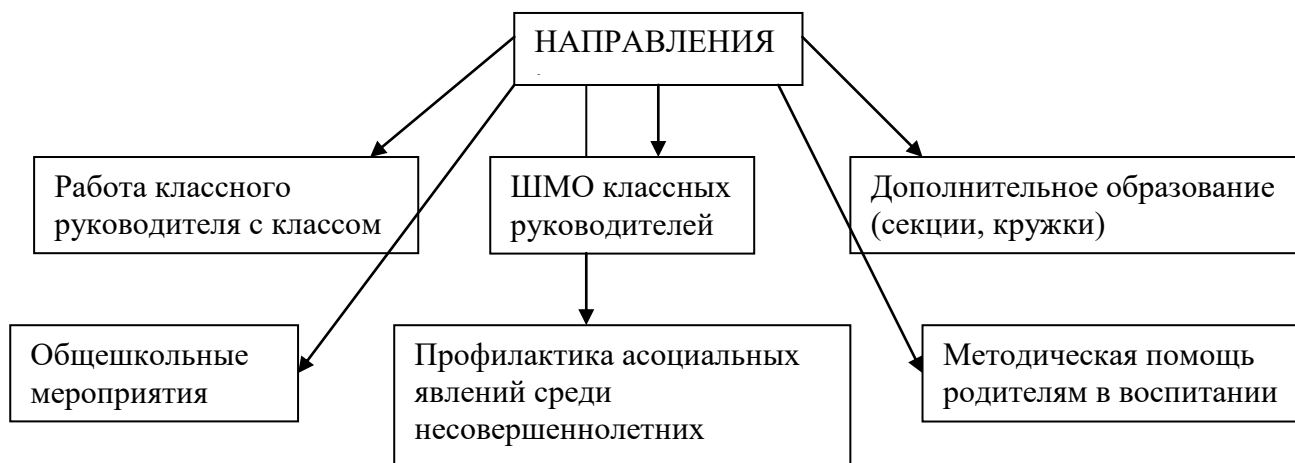 НАПРАВЛЕНИЯ
Работа классного
руководителя с классом
ШМО классных
руководителей
Дополнительное образование
(секции, кружки)
Общешкольные
мероприятия
Профилактика асоциальных
явлений среди
несовершеннолетних
Методическая помощь
родителям в воспитании